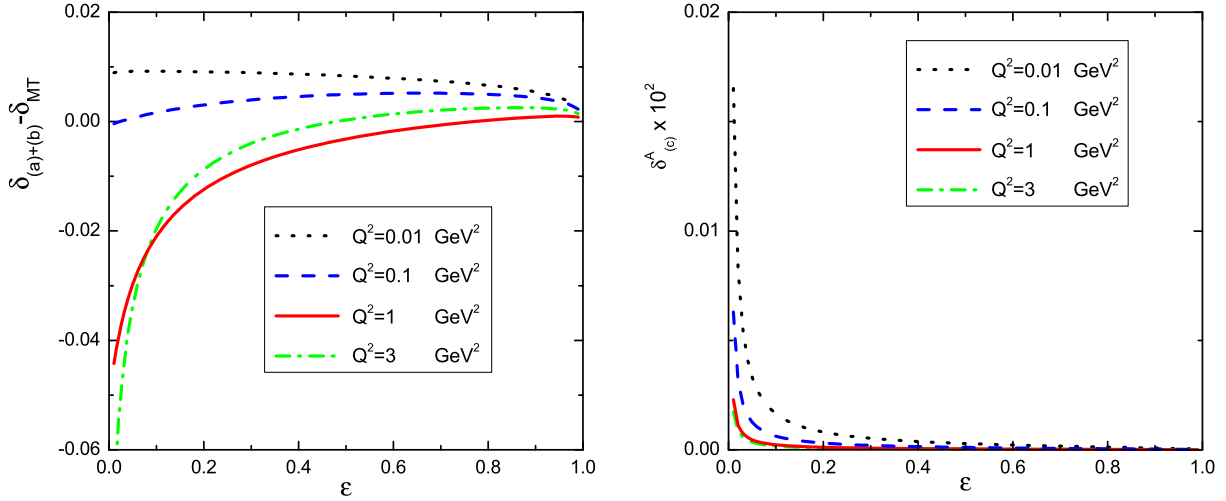 0.02
0.00
-0.02
-0.04
-0.06
0.0 0.2 0.4 0.6 0.8 1.0
δ(a)+(b)-δMT
ε
Q²=0.01 GeV²
Q²=0.1 GeV²
Q²=1 GeV²
Q²=3 GeV²
0.02
0.01
0.00
0.0 0.2 0.4 0.6 0.8 1.0
δᴬ(c) x 10²
ε
Q²=0.01 GeV²
Q²=0.1 GeV²
Q²=1 GeV²
Q²=3 GeV²